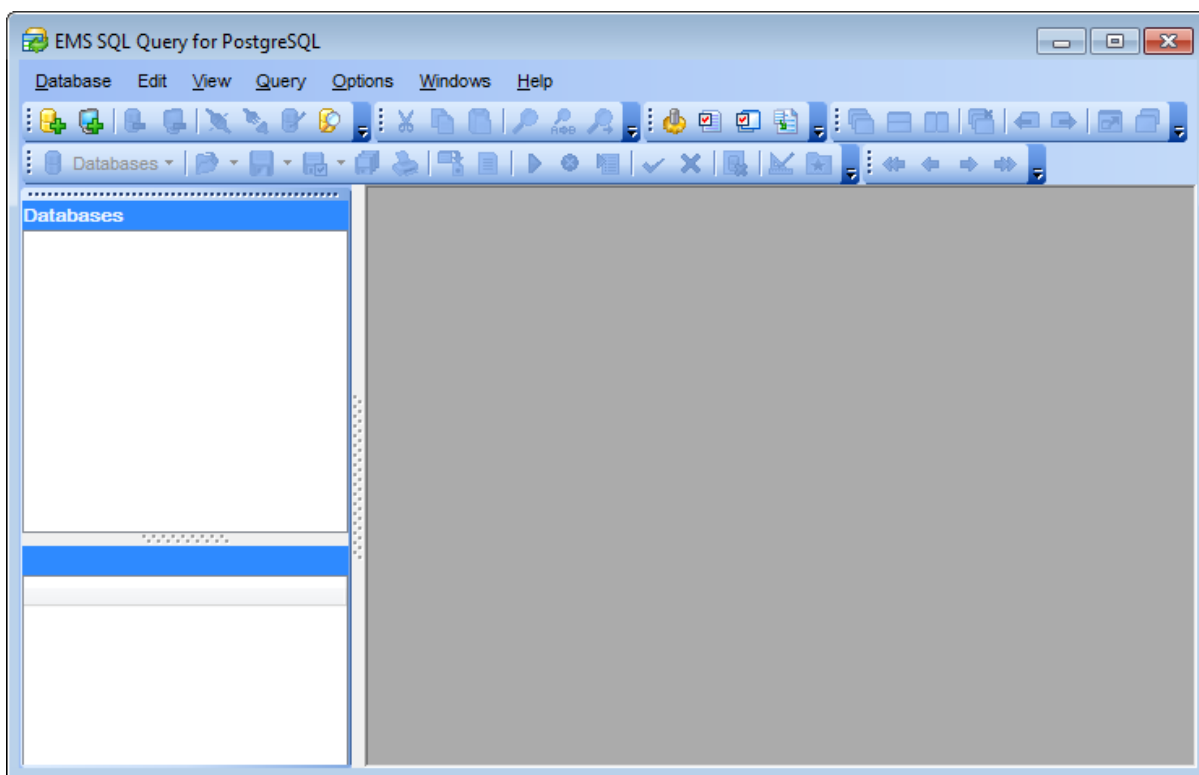 EMS SQL Query for PostgreSQL
Database Edit View Query Options Windows Help
Databases
Databases